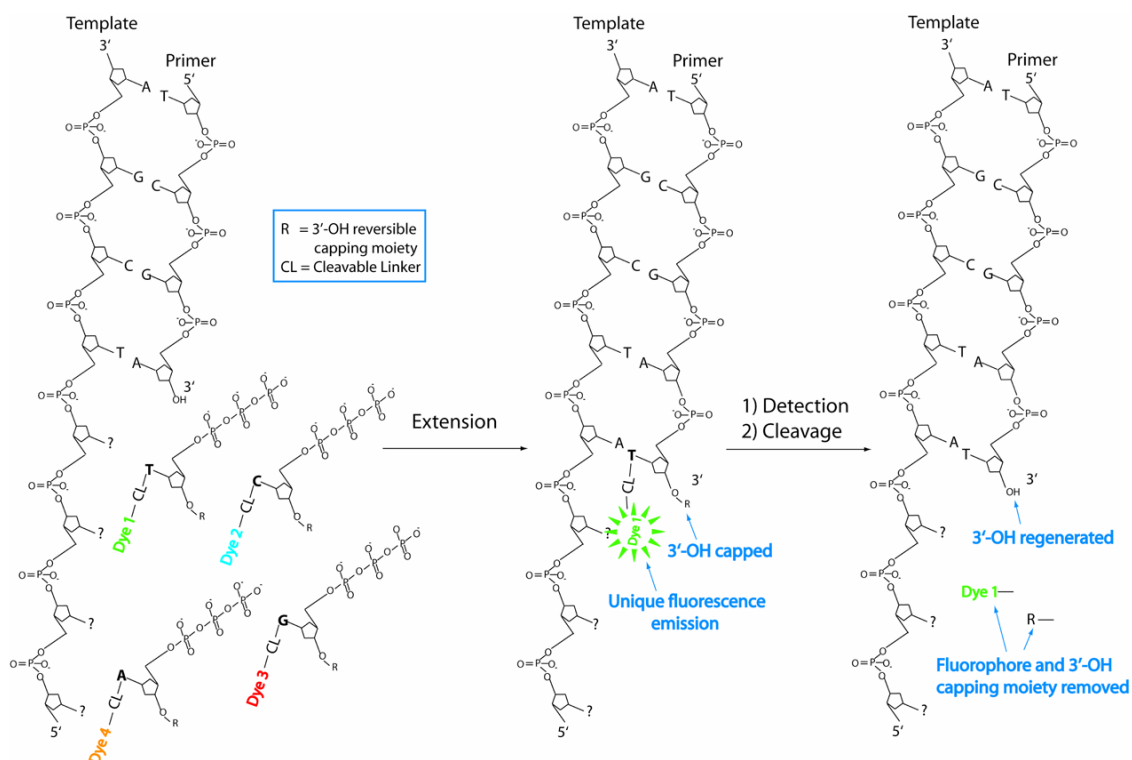 Template
3′
Primer
5′
A T
G C
C G
T A
3′
OH
?
?
?
?
5′
R = 3′-OH reversible
capping moiety
CL = Cleavable Linker
T
CL
Dye 1
O
R
C
CL
Dye 2
O
R
G
CL
Dye 3
O
R
A
CL
Dye 4
O
R
Extension
Template
3′
Primer
5′
A T
G C
C G
T A
A T
3′
CL
Dye 1
O
R
3′-OH capped
Unique fluorescence
emission
?
?
?
5′
1) Detection
2) Cleavage
Template
3′
Primer
5′
A T
G C
C G
T A
A T
3′
OH
3′-OH regenerated
Dye 1
R
Fluorophore and 3′-OH
capping moiety removed
?
?
?
5′